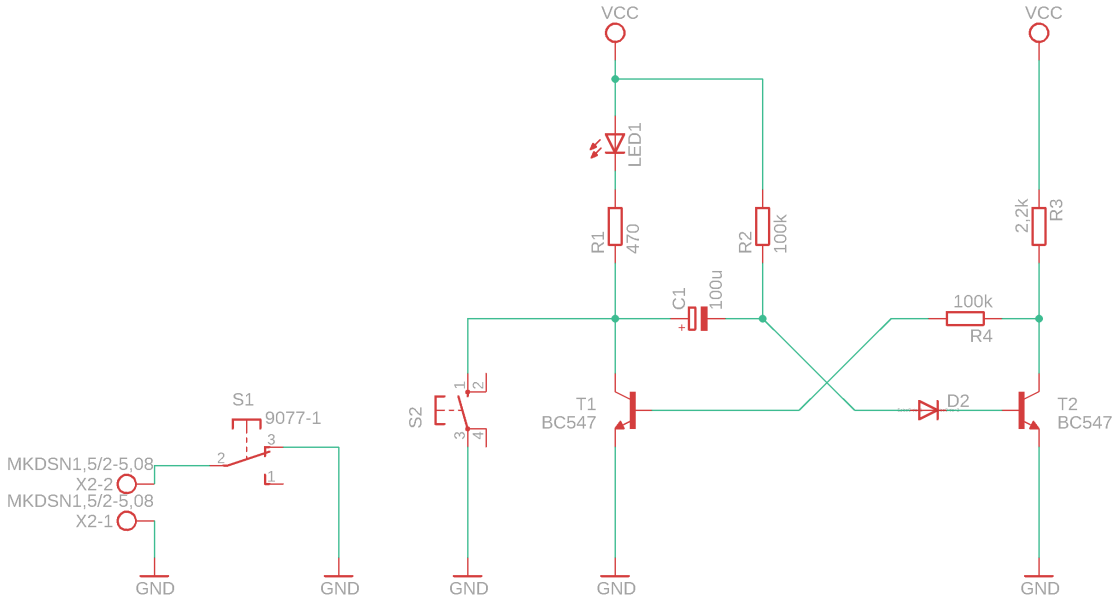 VCC
VCC
LED1
R1
470
R2
100k
2,2k
R3
C1
100u
+
100k
R4
S1
9077-1
2
3
1
S2
1
2
3
4
T1
BC547
D2
T2
BC547
MKDSN1,5/2-5,08
X2-2
MKDSN1,5/2-5,08
X2-1
GND
GND
GND
GND
GND